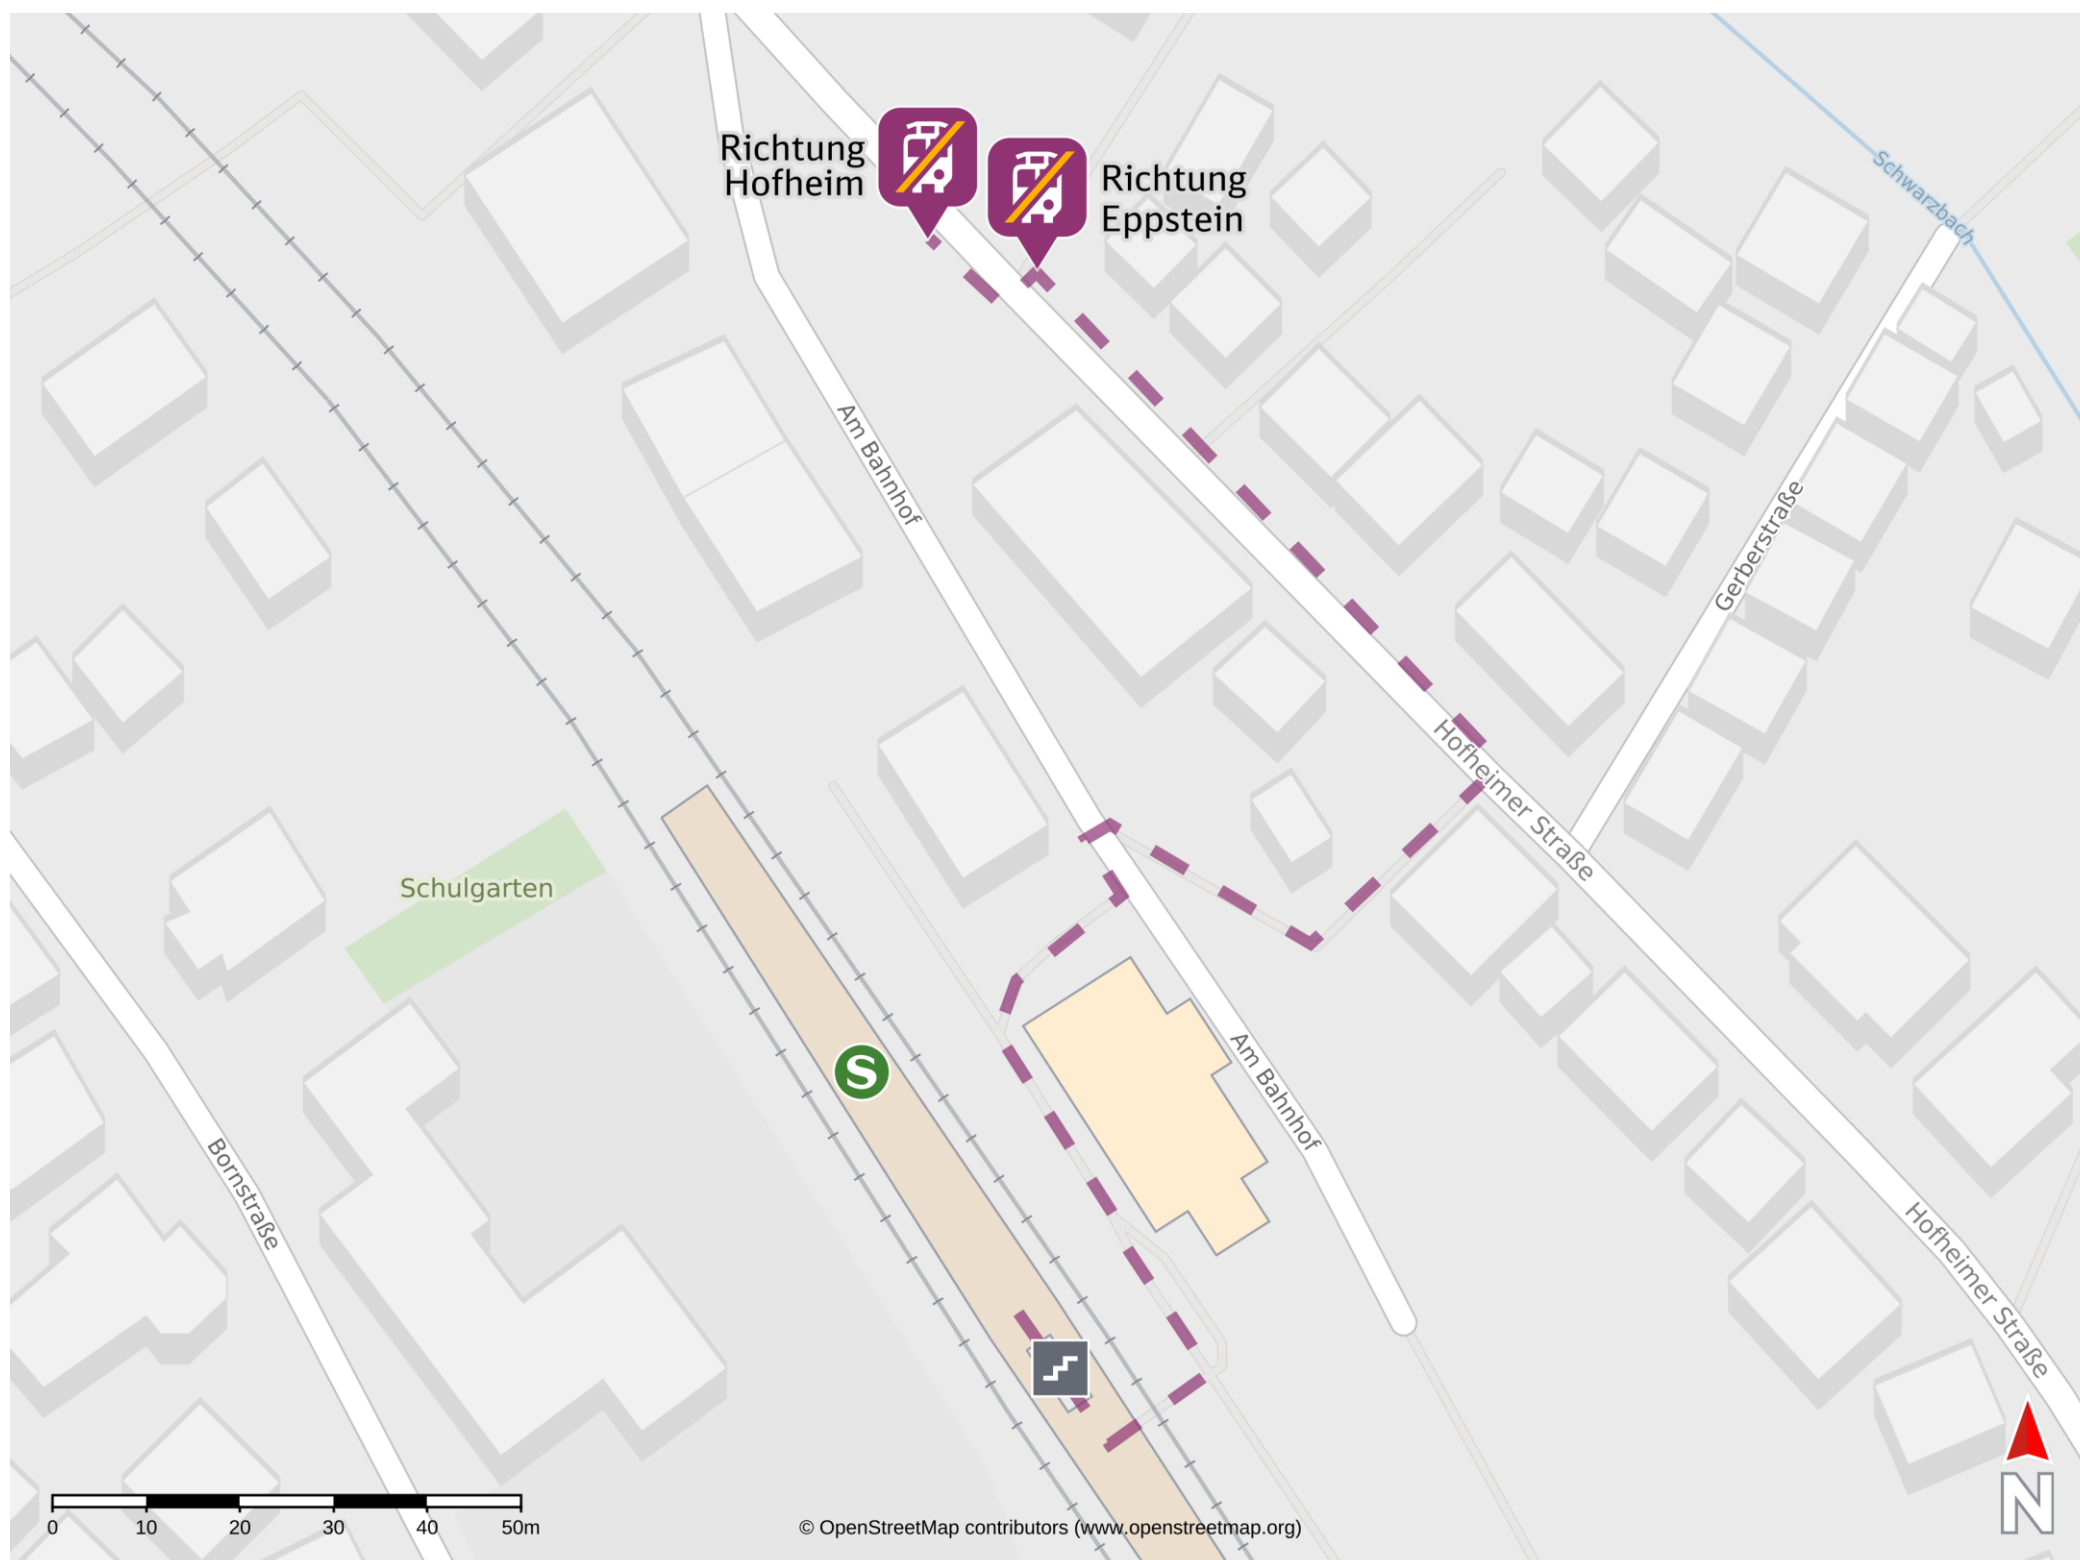 Richtung
Hofheim
Richtung
Eppstein
Schwarzbach
Am Bahnhof
Gerberstraße
Hofheimer Straße
Schulgarten
S
Am Bahnhof
Bornstraße
Hofheimer Straße
N
0 10 20 30 40 50m
© OpenStreetMap contributors (www.openstreetmap.org)